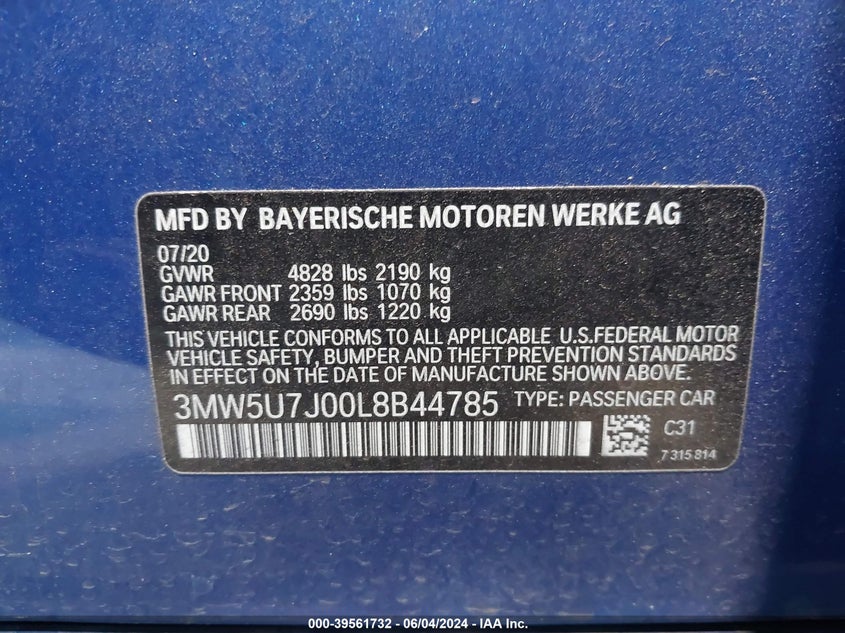 MFD BY BAYERISCHE MOTOREN WERKE AG
07/20
GVWR 4828 lbs 2190 kg
GAWR FRONT 2359 lbs 1070 kg
GAWR REAR 2690 lbs 1220 kg
THIS VEHICLE CONFORMS TO ALL APPLICABLE U.S.FEDERAL MOTOR
VEHICLE SAFETY, BUMPER AND THEFT PREVENTION STANDARDS
IN EFFECT ON THE DATE OF MANUFACTURE SHOWN ABOVE.
3MW5U7J00L8B44785 TYPE: PASSENGER CAR
C31
7 315 814
000-39561732 - 06/04/2024 - IAA Inc.